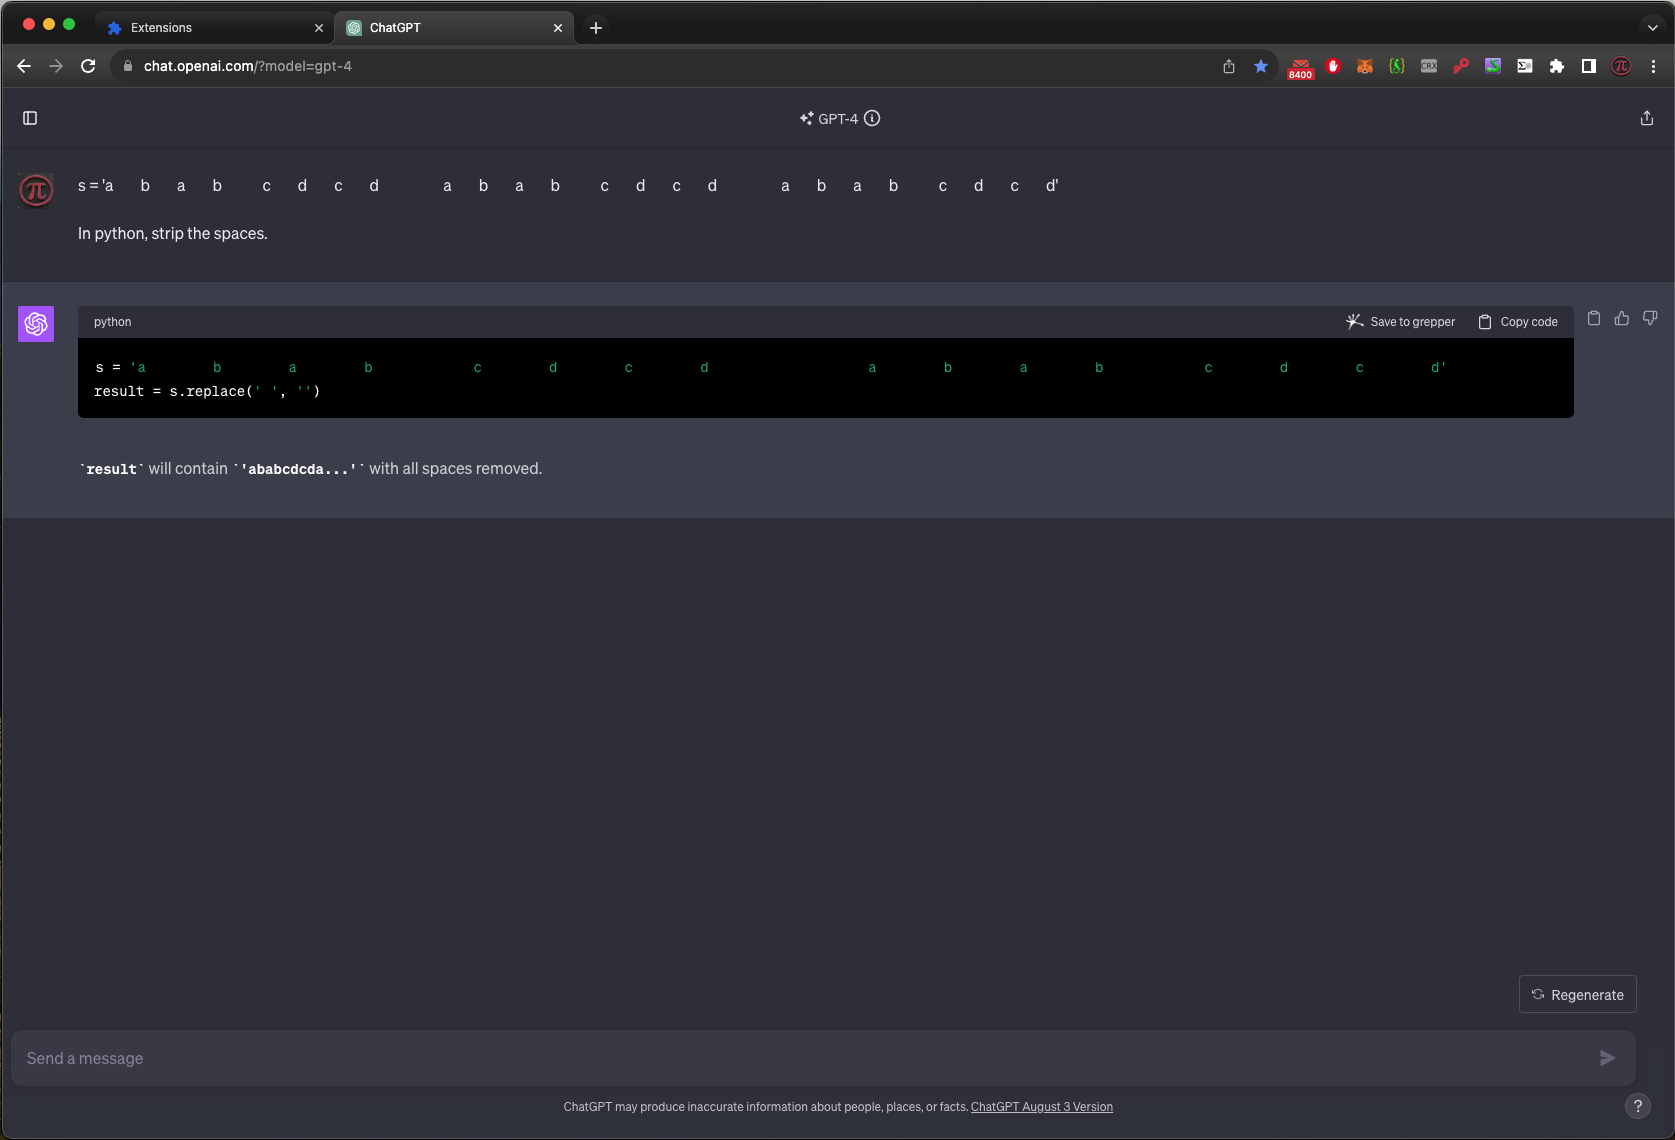 Extensions
ChatGPT
chat.openai.com/?model=gpt-4
8400
CRX
GPT-4
s = 'a b a b c d c d a b a b c d c d a b a b c d c d'
In python, strip the spaces.
python
Save to grepper
Copy code
s = 'a b a b c d c d a b a b c d c d'
result = s.replace(' ', '')
`result` will contain `'ababcdcda...'` with all spaces removed.
Regenerate
Send a message
ChatGPT may produce inaccurate information about people, places, or facts. ChatGPT August 3 Version
?